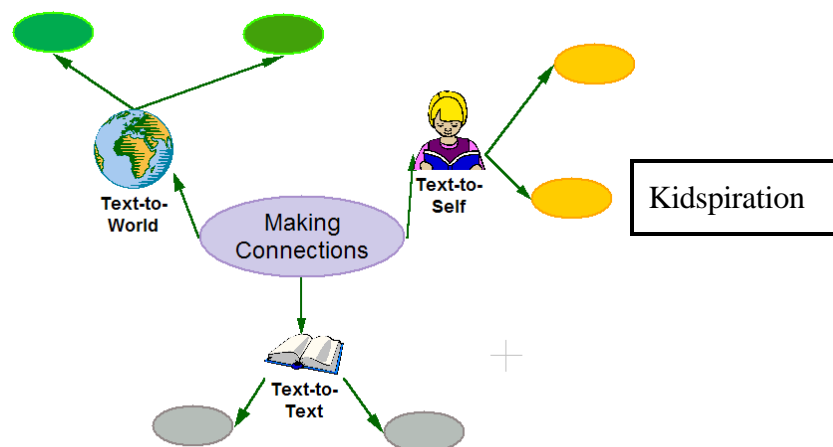 Text-to-
World
Text-to-
Self
Kidspiration
Making
Connections
Text-to-
Text